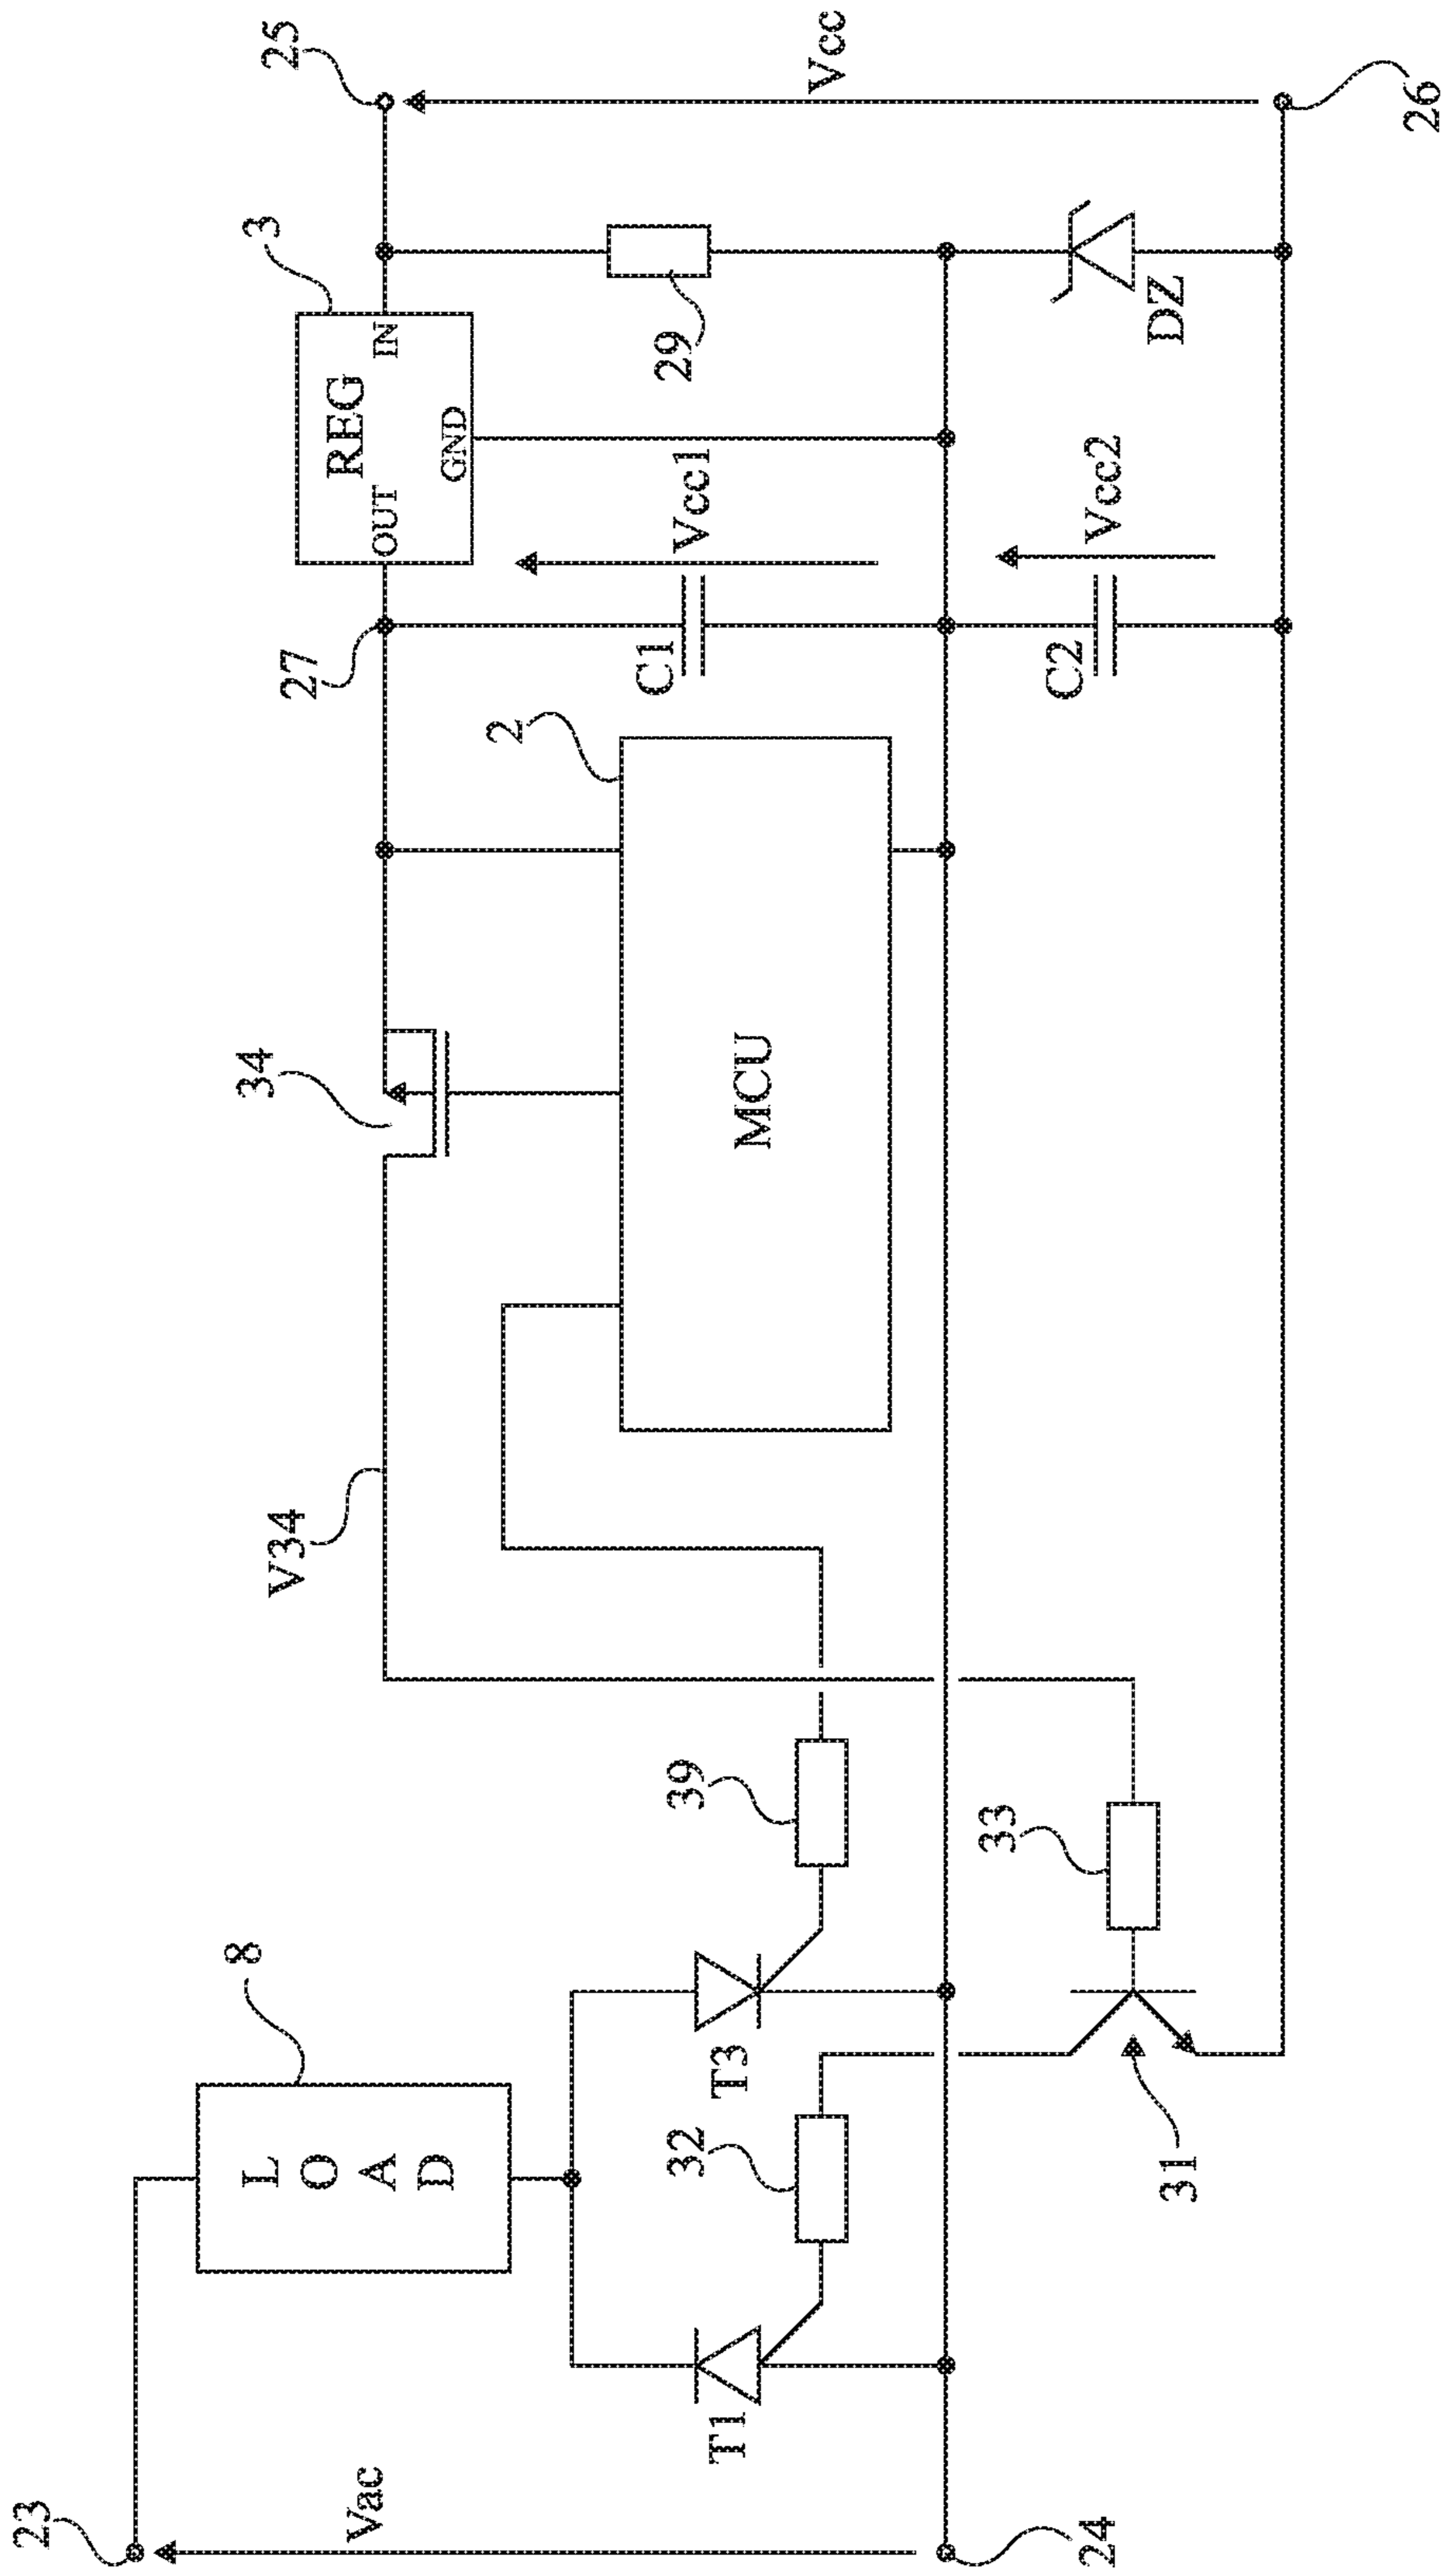 23
Vac
24
8
LOAD
T1
32
T3
39
31
33
V34
34
2
MCU
27
C1
Vcc1
C2
Vcc2
3
REG
OUT
IN
GND
29
DZ
25
Vcc
26